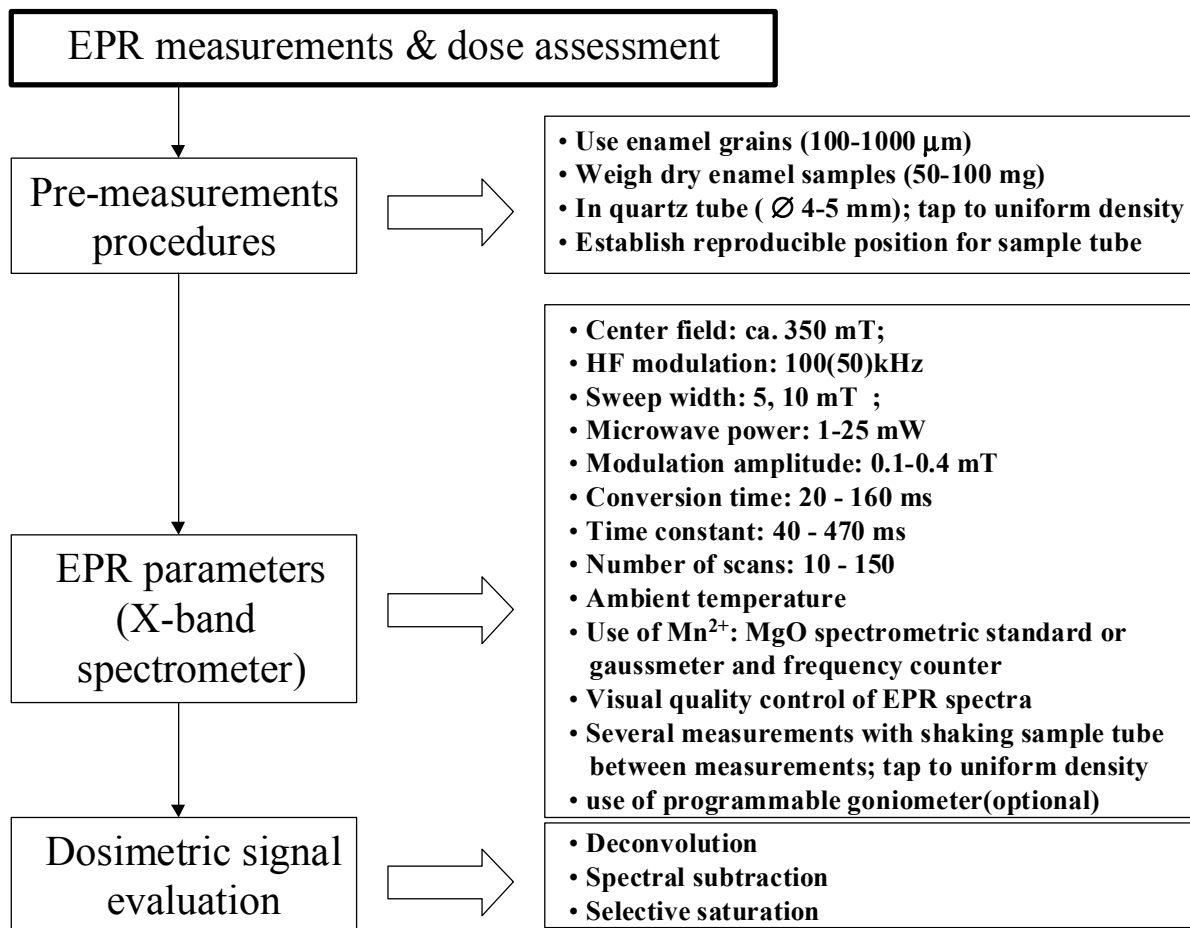 EPR measurements & dose assessment
Pre-measurements
procedures
• Use enamel grains (100-1000 μm)
• Weigh dry enamel samples (50-100 mg)
• In quartz tube ( ∅ 4-5 mm); tap to uniform density
• Establish reproducible position for sample tube
EPR parameters
(X-band
spectrometer)
• Center field: ca. 350 mT;
• HF modulation: 100(50)kHz
• Sweep width: 5, 10 mT  ;
• Microwave power: 1-25 mW
• Modulation amplitude: 0.1-0.4 mT
• Conversion time: 20 - 160 ms
• Time constant: 40 - 470 ms
• Number of scans: 10 - 150
• Ambient temperature
• Use of Mn²⁺: MgO spectrometric standard or
gaussmeter and frequency counter
• Visual quality control of EPR spectra
• Several measurements with shaking sample tube
between measurements; tap to uniform density
• use of programmable goniometer(optional)
Dosimetric signal
evaluation
• Deconvolution
• Spectral subtraction
• Selective saturation